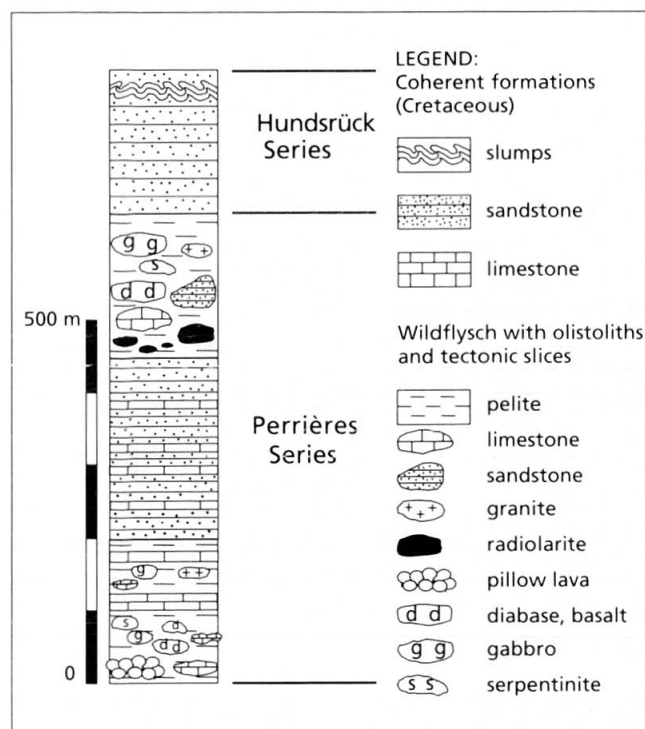 Hundsrück
Series
g g
s
d d
500 m
Perrières
Series
g
s
d
g
d d
0
LEGEND:
Coherent formations
(Cretaceous)
slumps
sandstone
limestone
Wildflysch with olistoliths
and tectonic slices
pelite
limestone
sandstone
granite
radiolarite
pillow lava
d d diabase, basalt
g g gabbro
s s serpentinite